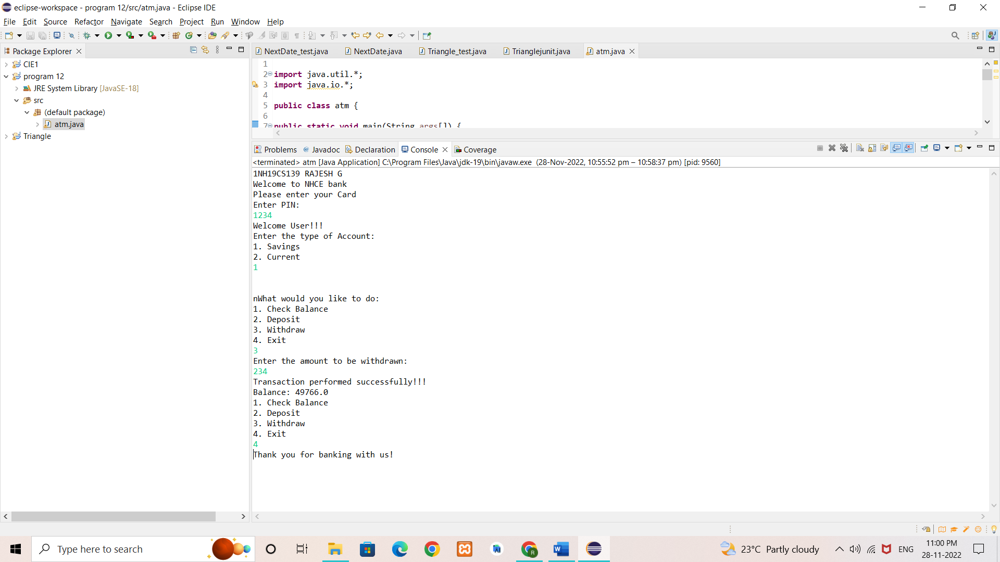 eclipse-workspace - program 12/src/atm.java - Eclipse IDE
File Edit Source Refactor Navigate Search Project Run Window Help
Package Explorer
CIE1
program 12
JRE System Library [JavaSE-18]
src
(default package)
atm.java
Triangle
NextDate_test.java NextDate.java Triangle_test.java Trianglejunit.java atm.java
1
2 import java.util.*;
3 import java.io.*;
4
5 public class atm {
6
7 public static void main(String args[]) {
Problems @ Javadoc Declaration Console Coverage
<terminated> atm [Java Application] C:\Program Files\Java\jdk-19\bin\javaw.exe (28-Nov-2022, 10:55:52 pm – 10:58:37 pm) [pid: 9560]
1NH19CS139 RAJESH G
Welcome to NHCE bank
Please enter your Card
Enter PIN:
1234
Welcome User!!!
Enter the type of Account:
1. Savings
2. Current
1
nWhat would you like to do:
1. Check Balance
2. Deposit
3. Withdraw
4. Exit
3
Enter the amount to be withdrawn:
234
Transaction performed successfully!!!
Balance: 49766.0
1. Check Balance
2. Deposit
3. Withdraw
4. Exit
4
Thank you for banking with us!
Type here to search
23°C Partly cloudy
ENG
11:00 PM
28-11-2022